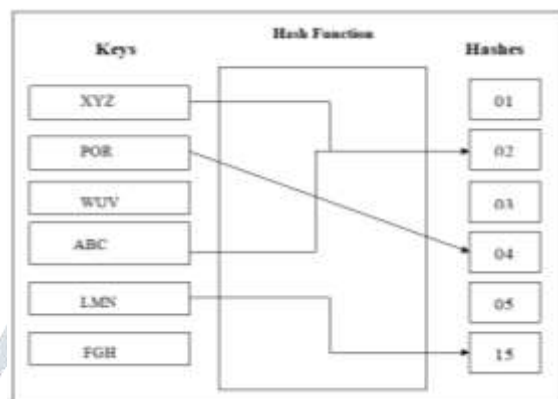 Hash Function
Keys
Hashes
XYZ
01
POR
02
WUV
03
ABC
04
LMN
05
FGH
15